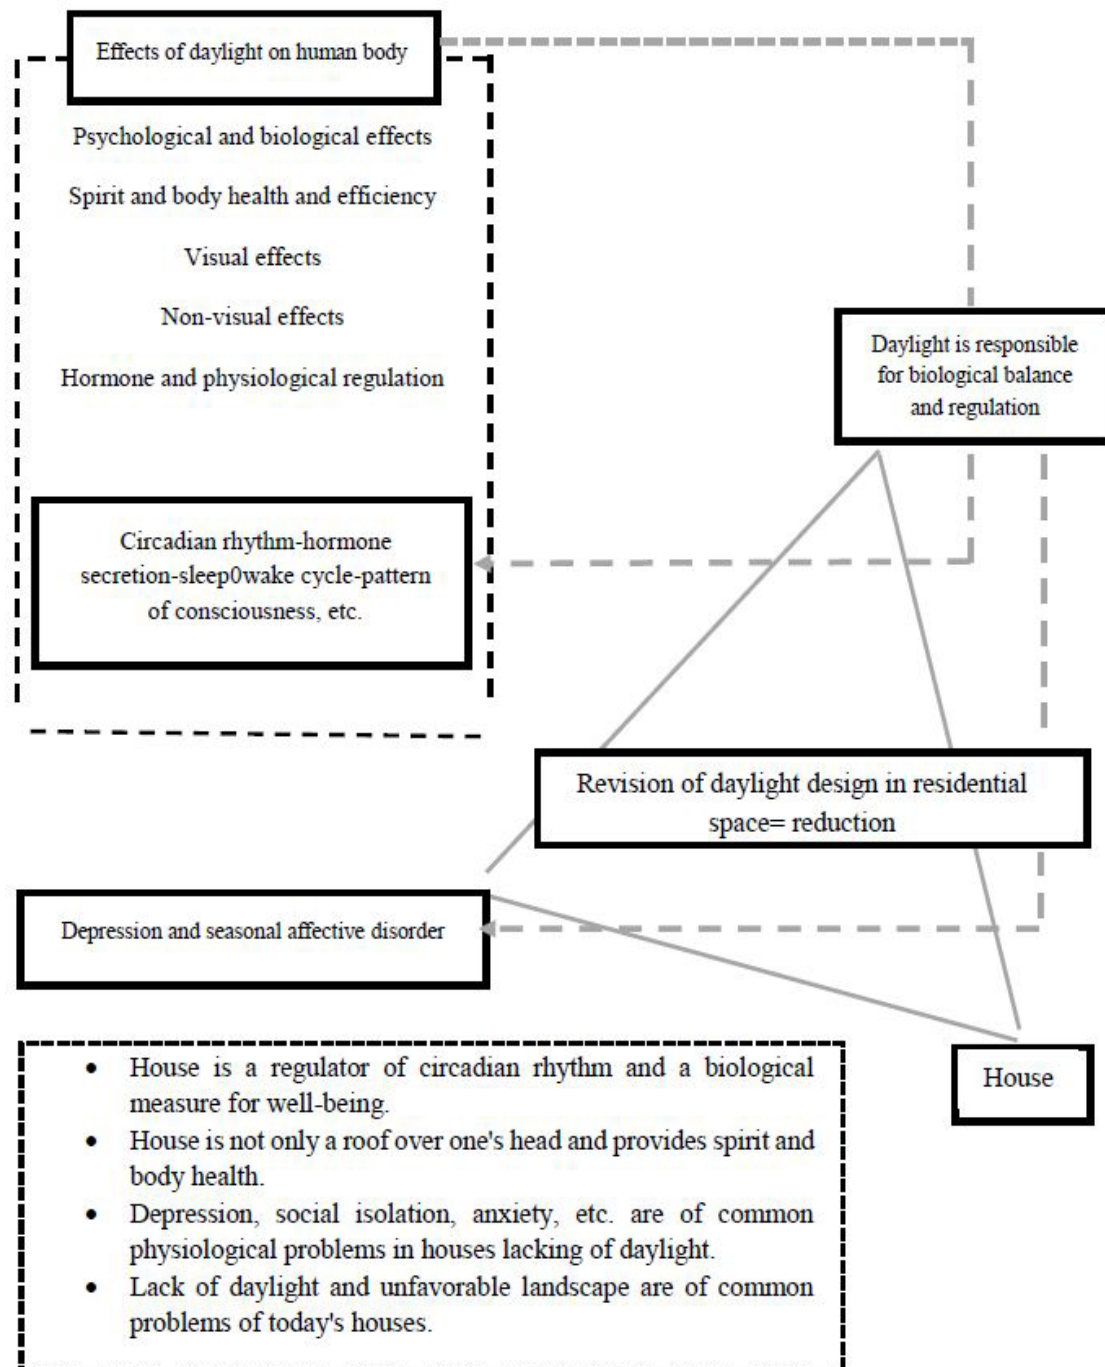 Effects of daylight on human body
Psychological and biological effects
Spirit and body health and efficiency
Visual effects
Non-visual effects
Hormone and physiological regulation
Daylight is responsible
for biological balance
and regulation
Circadian rhythm-hormone
secretion-sleep0wake cycle-pattern
of consciousness, etc.
Revision of daylight design in residential
space= reduction
Depression and seasonal affective disorder
House
• House is a regulator of circadian rhythm and a biological
measure for well-being.
• House is not only a roof over one's head and provides spirit and
body health.
• Depression, social isolation, anxiety, etc. are of common
physiological problems in houses lacking of daylight.
• Lack of daylight and unfavorable landscape are of common
problems of today's houses.